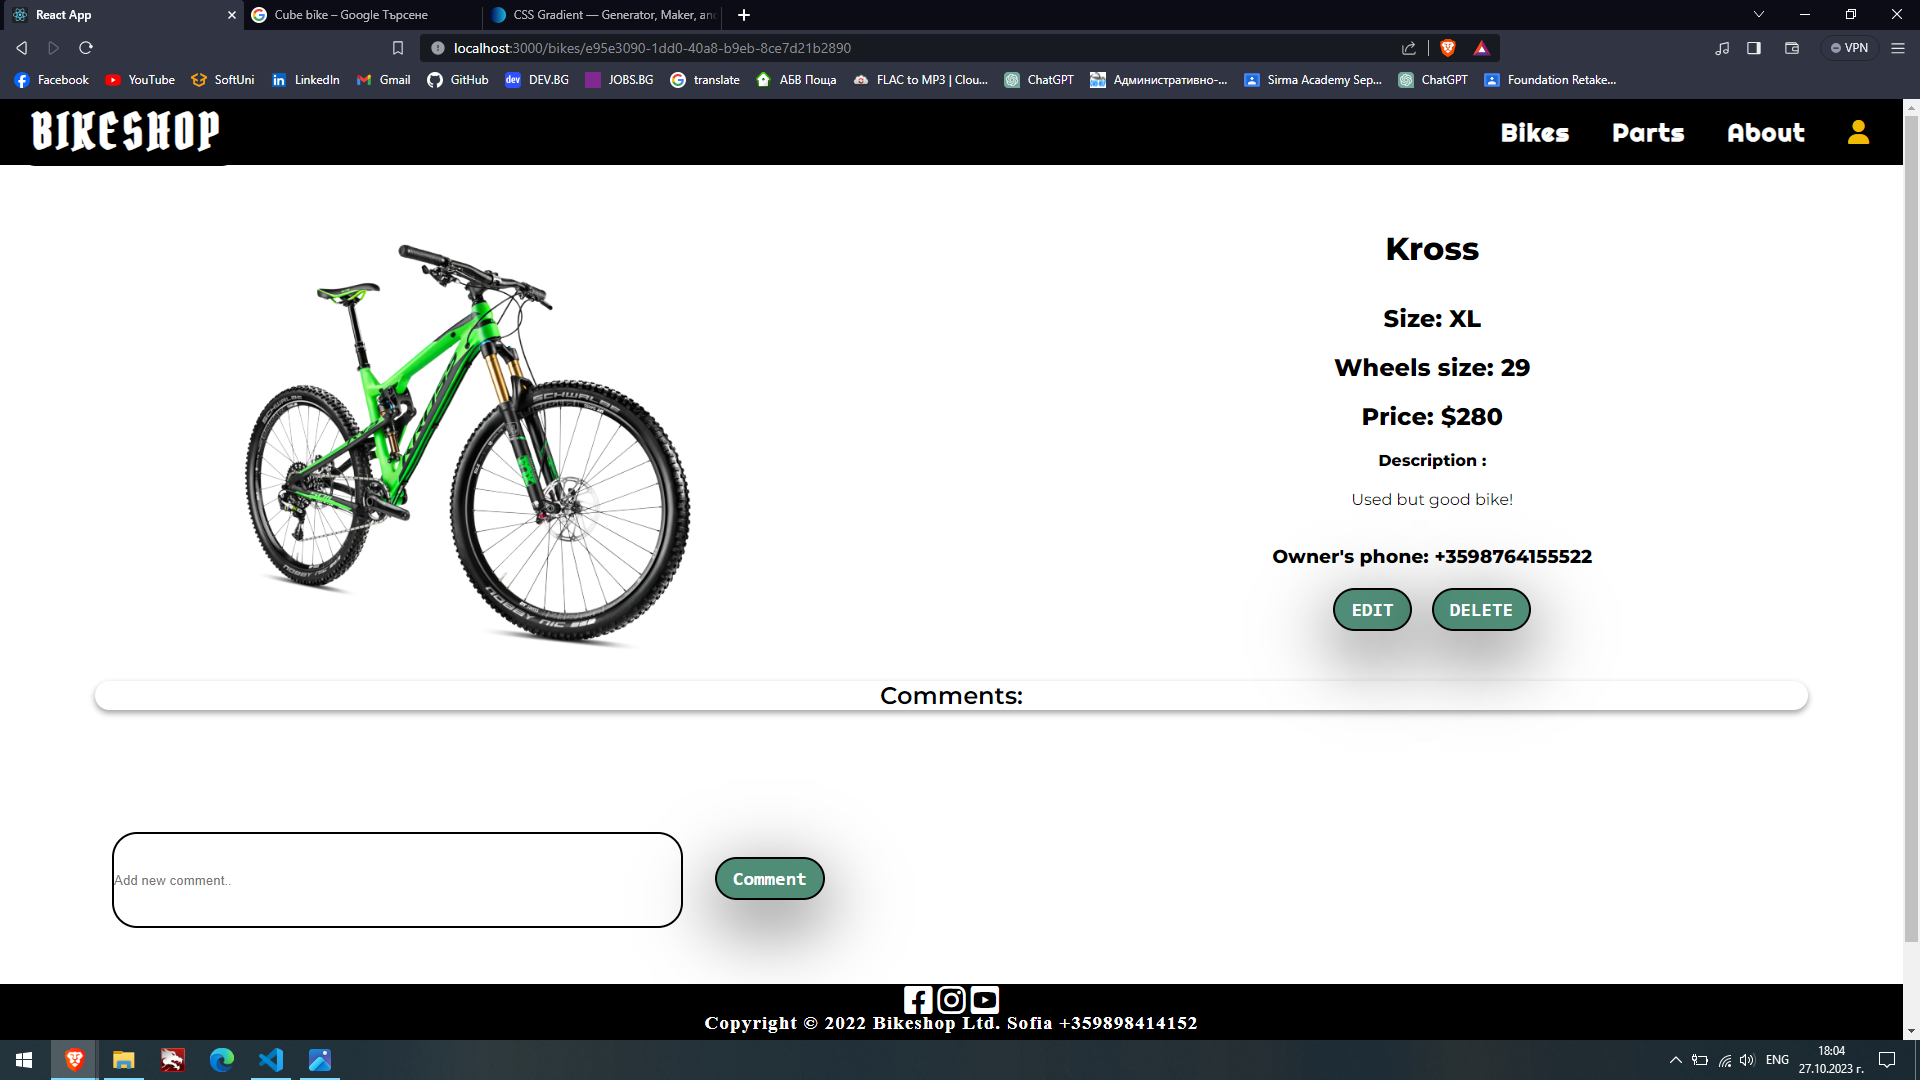 React App
Cube bike – Google Търсене
CSS Gradient — Generator, Maker, an
localhost:3000/bikes/e95e3090-1dd0-40a8-b9eb-8ce7d21b2890
VPN
Facebook
YouTube
SoftUni
LinkedIn
Gmail
GitHub
dev DEV.BG
JOBS.BG
translate
АБВ Поща
FLAC to MP3 | Clou...
ChatGPT
Административно-...
Sirma Academy Sep...
ChatGPT
Foundation Retake...
BIKESHOP
Bikes
Parts
About
Kross
Size: XL
Wheels size: 29
Price: $280
Description :
Used but good bike!
Owner's phone: +3598764155522
EDIT
DELETE
SCHWALBE
SCHWALBE
Comments:
Add new comment..
Comment
Copyright © 2022 Bikeshop Ltd. Sofia +359898414152
ENG
18:04
27.10.2023 г.